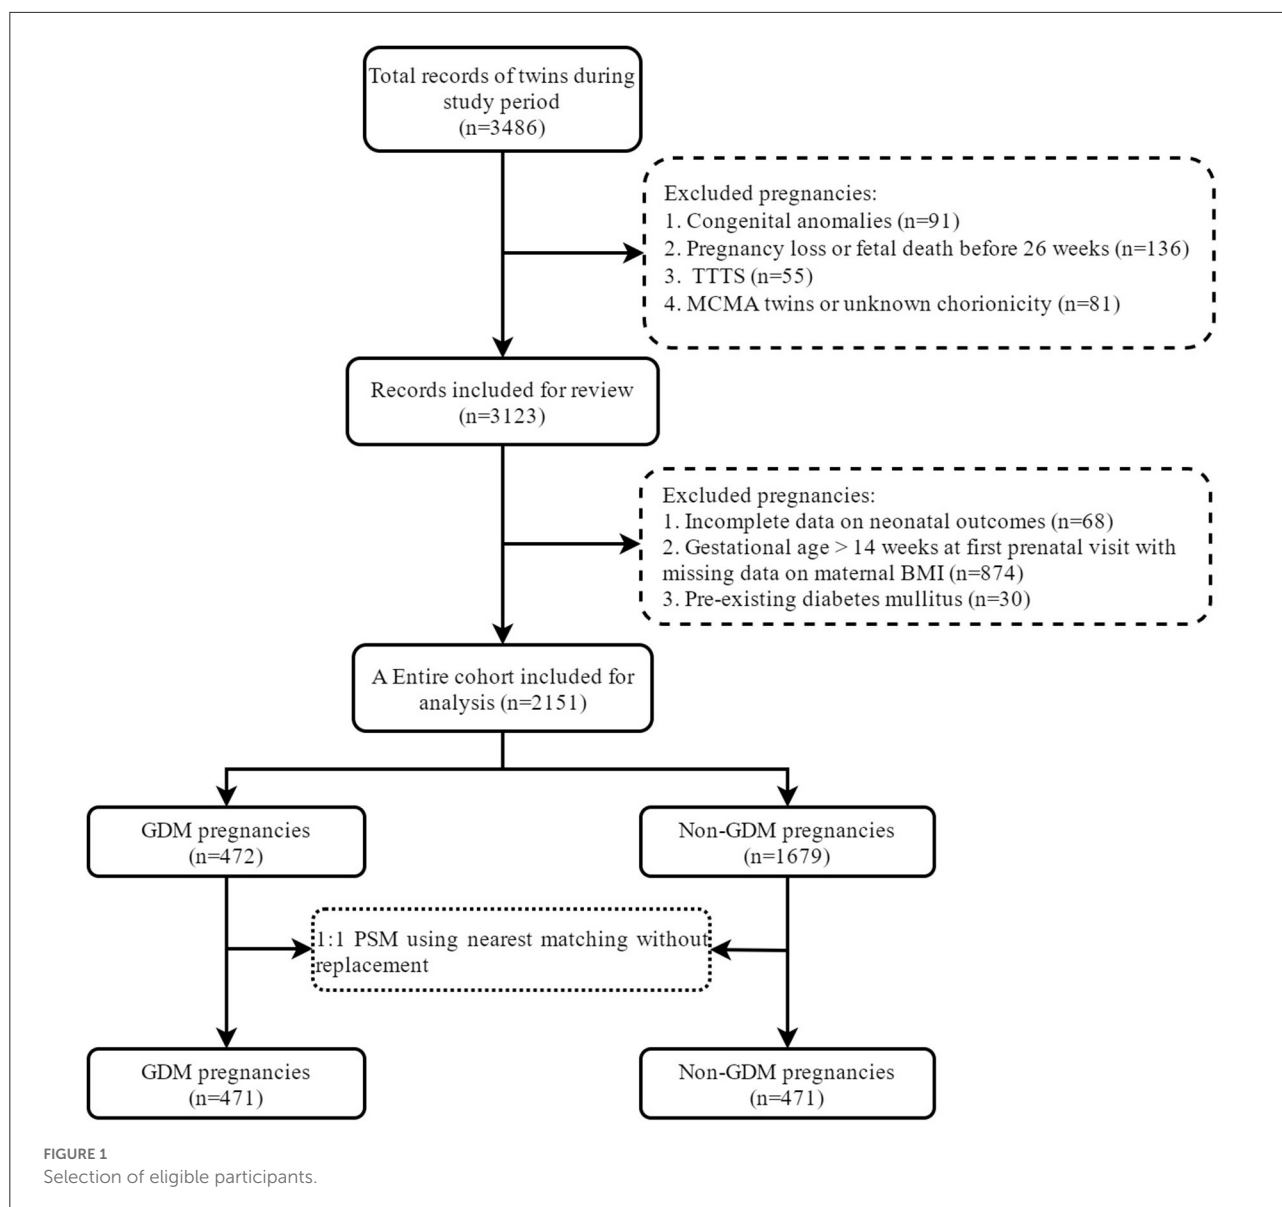 Total records of twins during
study period
(n=3486)
Excluded pregnancies:
1. Congenital anomalies (n=91)
2. Pregnancy loss or fetal death before 26 weeks (n=136)
3. TTTS (n=55)
4. MCMA twins or unknown chorionicity (n=81)
Records included for review
(n=3123)
Excluded pregnancies:
1. Incomplete data on neonatal outcomes (n=68)
2. Gestational age > 14 weeks at first prenatal visit with
missing data on maternal BMI (n=874)
3. Pre-existing diabetes mullitus (n=30)
A Entire cohort included for
analysis (n=2151)
GDM pregnancies
(n=472)
Non-GDM pregnancies
(n=1679)
1:1 PSM using nearest matching without
replacement
GDM pregnancies
(n=471)
Non-GDM pregnancies
(n=471)
FIGURE 1
Selection of eligible participants.